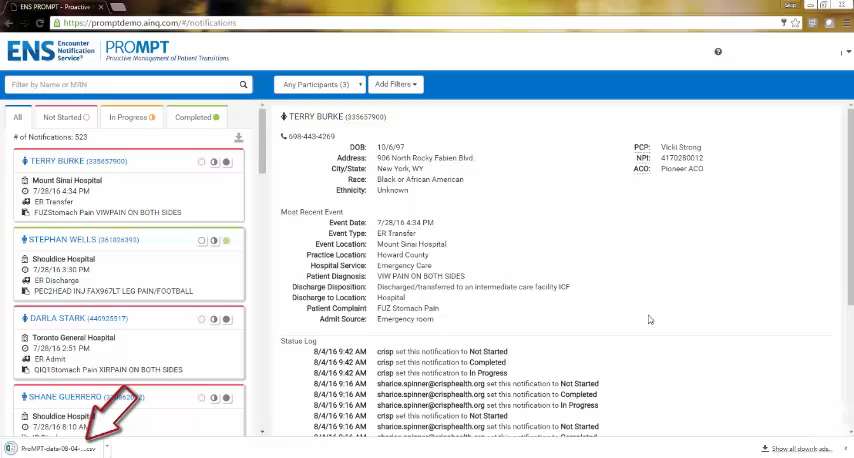 ENS PROMPT - Proactive
Skip
https://promptdemo.ainq.com/#/notifications
ENS Encounter Notification Service® PROMPT
Proactive Management of Patient Transitions
Filter by Name or MRN
Any Participants (3)
Add Filters
All
Not Started
In Progress
Completed
# of Notifications: 523
TERRY BURKE (335657900)
Mount Sinai Hospital
7/28/16 4:34 PM
ER Transfer
FUZStomach Pain VIWPAIN ON BOTH SIDES
STEPHAN WELLS (361826393)
Shouldice Hospital
7/28/16 3:30 PM
ER Discharge
PEC2HEAD INJ FAX967LT LEG PAIN/FOOTBALL
DARLA STARK (440925517)
Toronto General Hospital
7/28/16 2:51 PM
ER Admit
QIQ1Stomach Pain XIRPAIN ON BOTH SIDES
SHANE GUERRERO
Shouldice Hospital
7/28/16 8:10 AM
TERRY BURKE (335657900)
698-443-4269
DOB: 10/6/97
Address: 906 North Rocky Fabien Blvd.
City/State: New York, WY
Race: Black or African American
Ethnicity: Unknown
PCP: Vicki Strong
NPI: 4170280012
ACO: Pioneer ACO
Most Recent Event
Event Date: 7/28/16 4:34 PM
Event Type: ER Transfer
Event Location: Mount Sinai Hospital
Practice Location: Howard County
Hospital Service: Emergency Care
Patient Diagnosis: VIW PAIN ON BOTH SIDES
Discharge Disposition: Discharged/transferred to an intermediate care facility ICF
Discharge to Location: Hospital
Patient Complaint FUZ Stomach Pain
Admit Source: Emergency room
Status Log
8/4/16 9:42 AM crisp set this notification to Not Started
8/4/16 9:42 AM crisp set this notification to Completed
8/4/16 9:42 AM crisp set this notification to In Progress
8/4/16 9:16 AM sharice.spinner@crisphealth.org set this notification to Not Started
8/4/16 9:16 AM sharice.spinner@crisphealth.org set this notification to Completed
8/4/16 9:16 AM sharice.spinner@crisphealth.org set this notification to In Progress
8/4/16 9:16 AM sharice.spinner@crisphealth.org set this notification to Not Started
8/4/16 9:16 AM sharice.spinner@crisphealth.org set this notification to Not Started
ProMPT-data-08-04-....csv
Show all downloads...